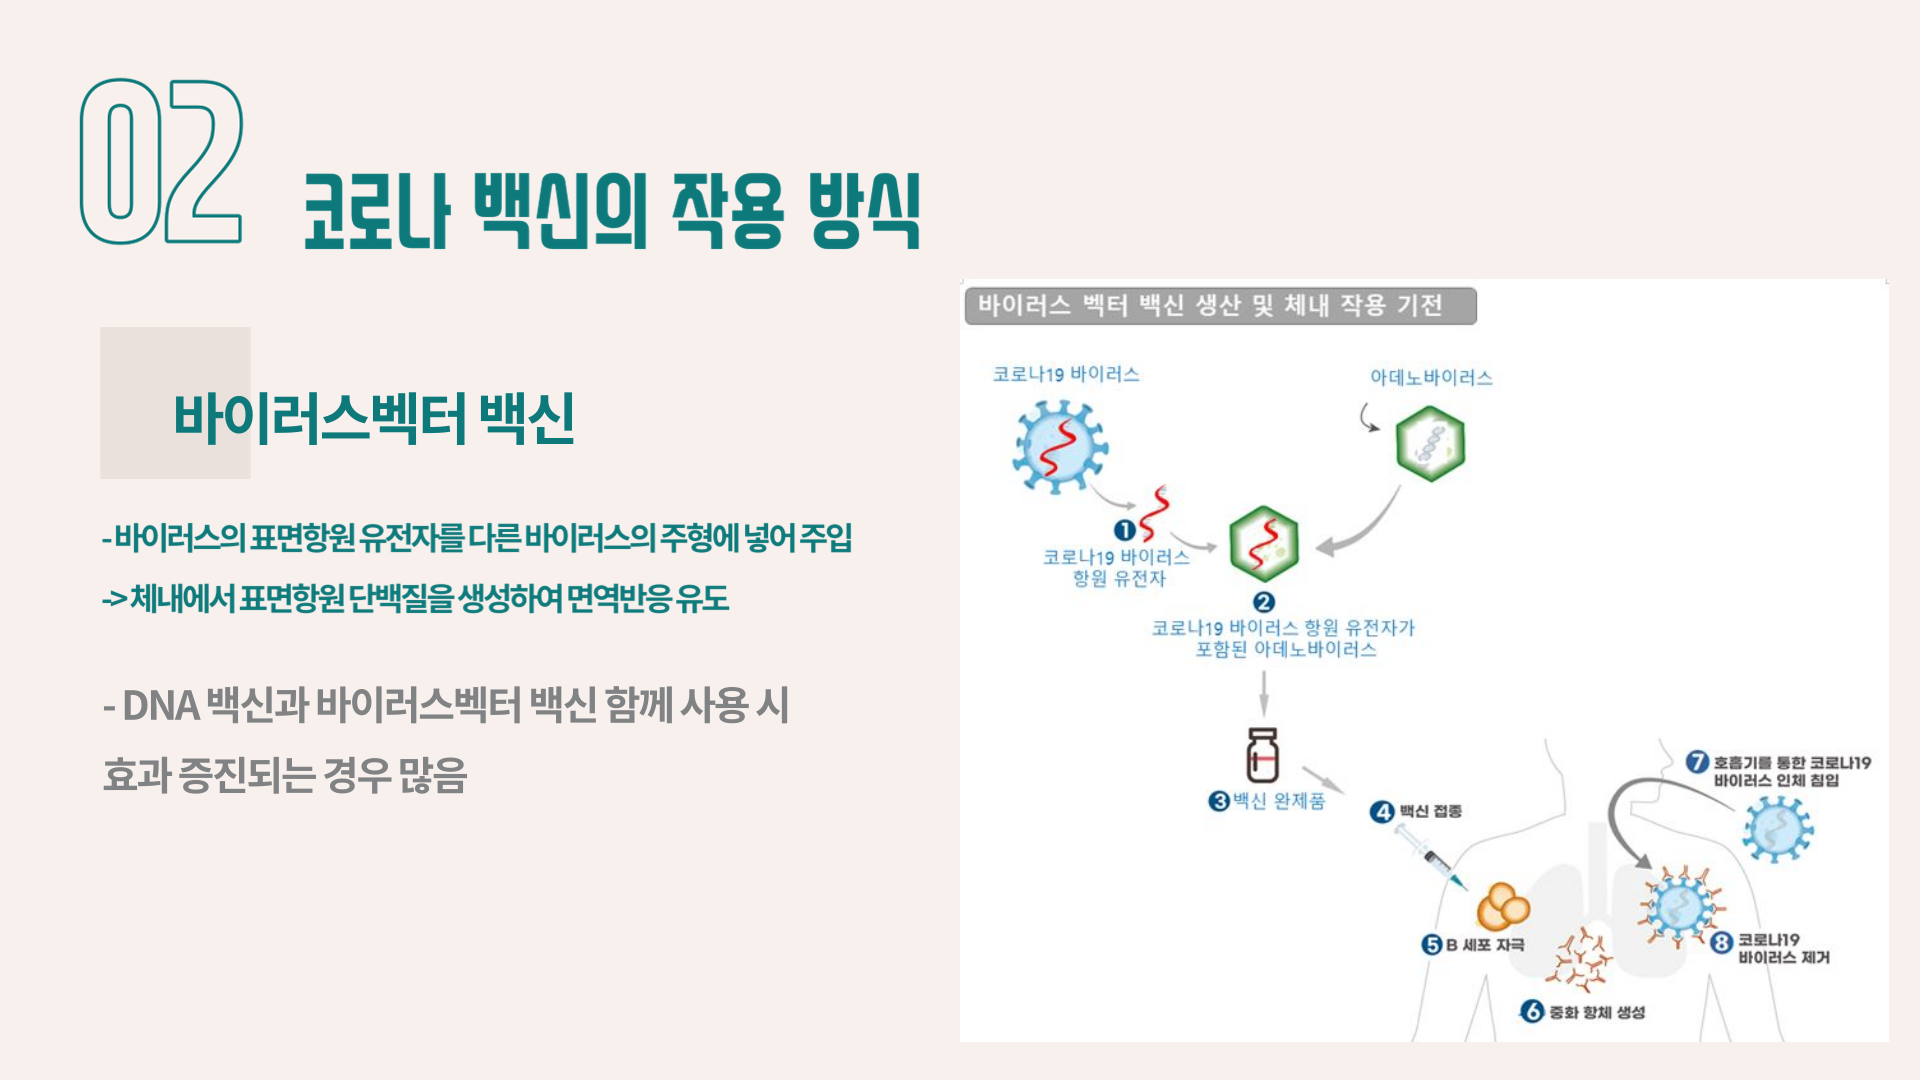 02
코로나 백신의 작용 방식
바이러스벡터 백신
- 바이러스의 표면항원 유전자를 다른 바이러스의 주형에 넣어 주입
-> 체내에서 표면항원 단백질을 생성하여 면역반응 유도
- DNA 백신과 바이러스벡터 백신 함께 사용 시
효과 증진되는 경우 많음
바이러스 벡터 백신 생산 및 체내 작용 기전
코로나19 바이러스
아데노바이러스
1
코로나19 바이러스
항원 유전자
2
코로나19 바이러스 항원 유전자가
포함된 아데노바이러스
3 백신 완제품
4 백신 접종
5 B 세포 자극
6 중화 항체 생성
7 호흡기를 통한 코로나19
바이러스 인체 침입
8 코로나19
바이러스 제거